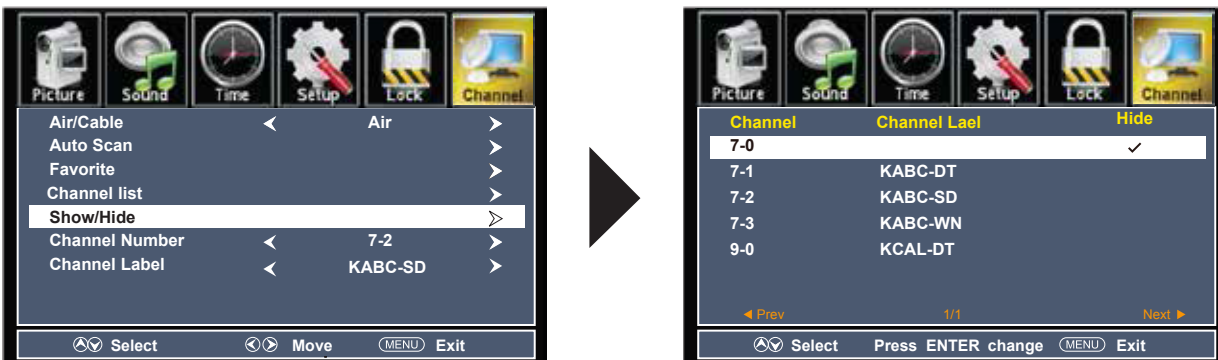 Picture Sound Time Setup Lock Channel
Air/Cable Air
Auto Scan
Favorite
Channel list
Show/Hide
Channel Number 7-2
Channel Label KABC-SD
Select Move MENU Exit
Picture Sound Time Setup Lock Channel
Channel Channel Lael Hide
7-0
7-1 KABC-DT
7-2 KABC-SD
7-3 KABC-WN
9-0 KCAL-DT
Prev 1/1 Next
Select Press ENTER change MENU Exit